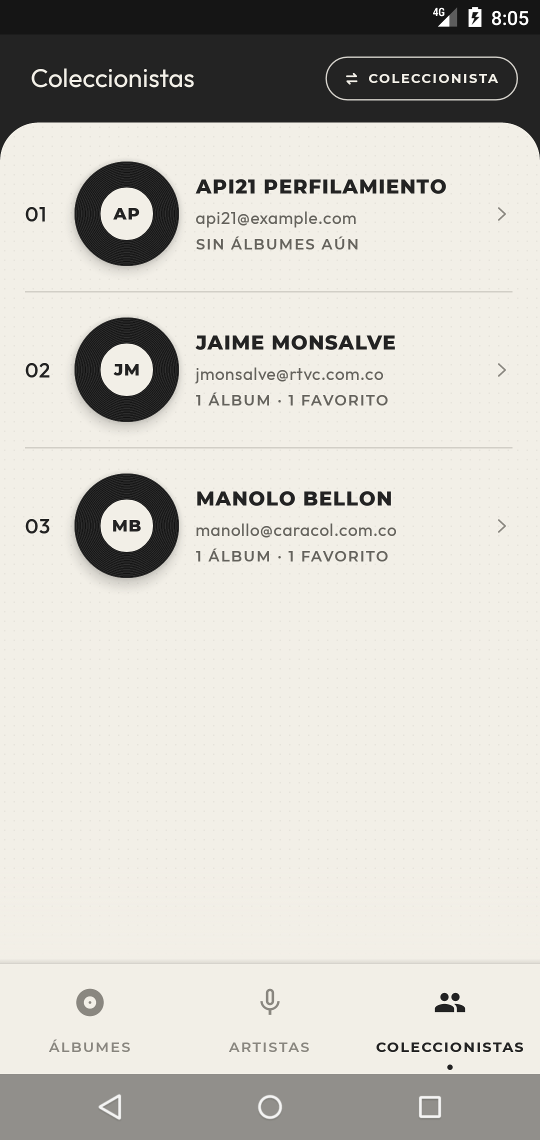 4G 8:05
Coleccionistas
COLECCIONISTA
01
AP
API21 PERFILAMIENTO
api21@example.com
SIN ÁLBUMES AÚN
02
JM
JAIME MONSALVE
jmonsalve@rtvc.com.co
1 ÁLBUM · 1 FAVORITO
03
MB
MANOLO BELLON
manollo@caracol.com.co
1 ÁLBUM · 1 FAVORITO
ÁLBUMES
ARTISTAS
COLECCIONISTAS